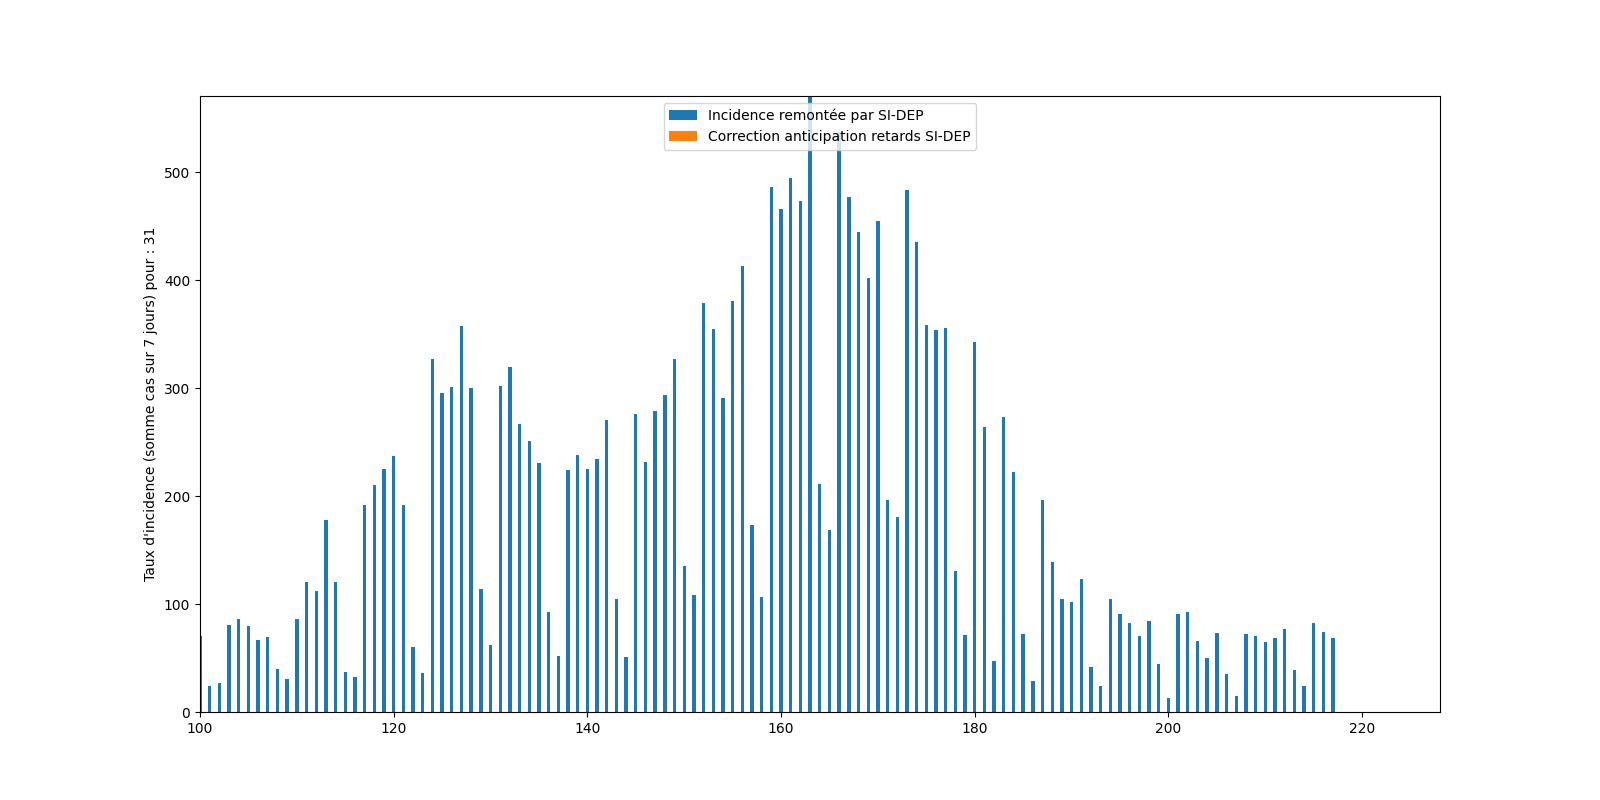 Incidence remontée par SI-DEP
Correction anticipation retards SI-DEP
Taux d'incidence (somme cas sur 7 jours) pour : 31
500
400
300
200
100
0
100 120 140 160 180 200 220